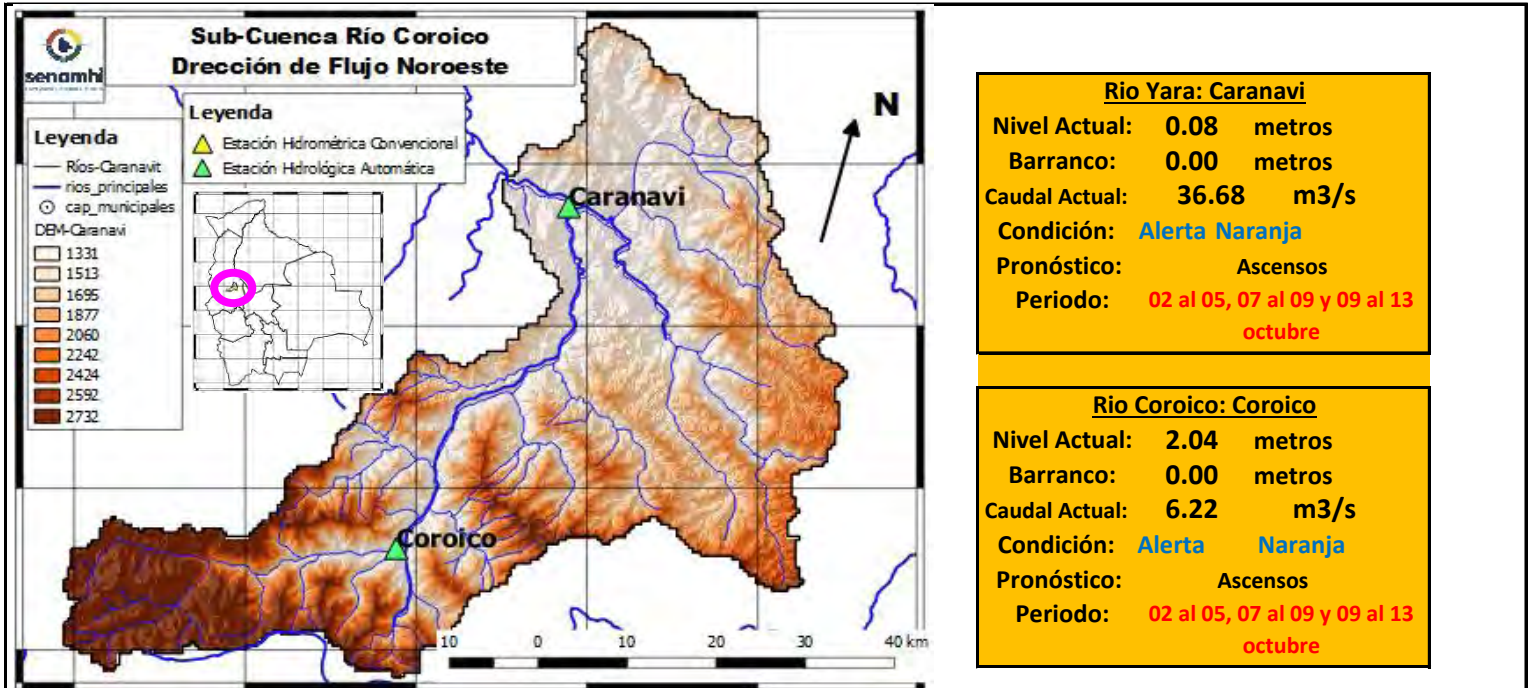 senamhi
Sub-Cuenca Río Coroico
Drección de Flujo Noroeste
Leyenda
Estación Hidrométrica Convencional
Estación Hidrológica Automática
Leyenda
Ríos-Caranavit
rios_principales
cap_municipales
DEM-Caranavi
1331
1513
1695
1877
2060
2242
2424
2592
2732
N
Caranavi
Coroico
10 0 10 20 30 40 km
Rio Yara: Caranavi
Nivel Actual: 0.08 metros
Barranco: 0.00 metros
Caudal Actual: 36.68 m3/s
Condición: Alerta Naranja
Pronóstico: Ascensos
Periodo: 02 al 05, 07 al 09 y 09 al 13
octubre
Rio Coroico: Coroico
Nivel Actual: 2.04 metros
Barranco: 0.00 metros
Caudal Actual: 6.22 m3/s
Condición: Alerta Naranja
Pronóstico: Ascensos
Periodo: 02 al 05, 07 al 09 y 09 al 13
octubre